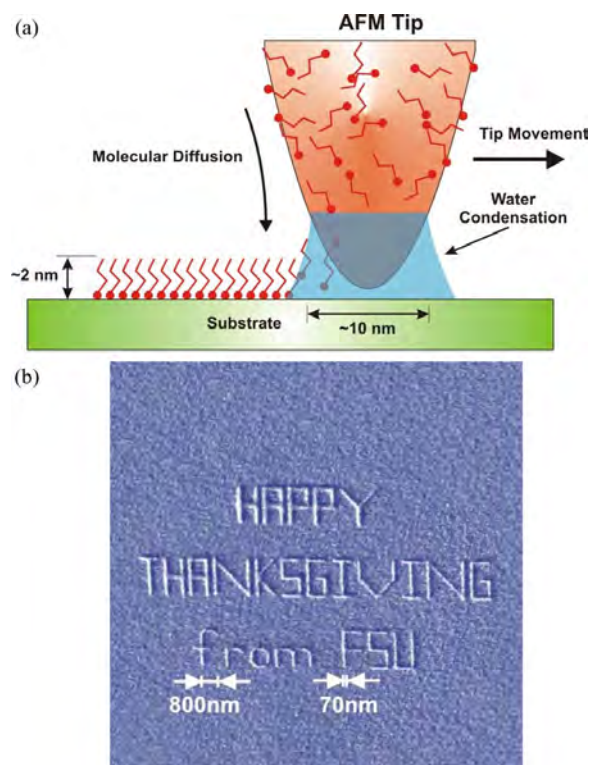 (a)
AFM Tip
Tip Movement
Molecular Diffusion
Water
Condensation
~2 nm
Substrate
~10 nm
(b)
HAPPY
THANKSGIVING
from FSU
800nm
70nm